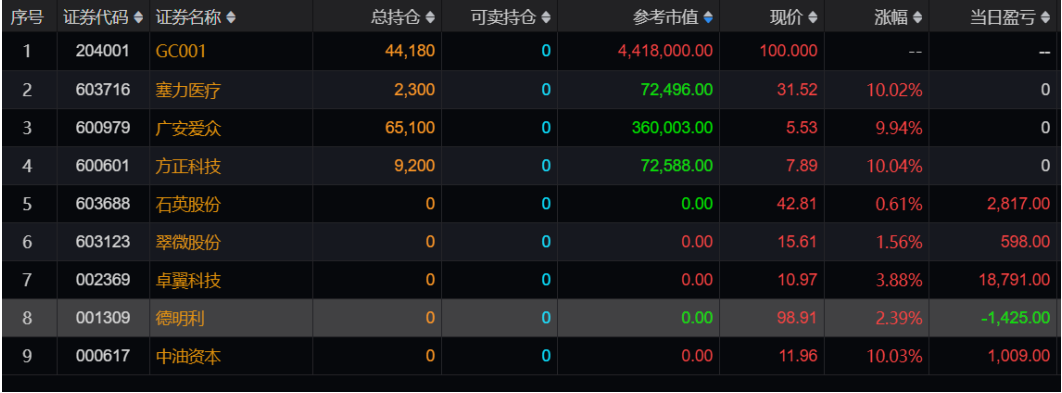 序号 证券代码 证券名称 总持仓 可卖持仓 参考市值 现价 涨幅 当日盈亏
1 204001 GC001 44,180 0 4,418,000.00 100.000 -- --
2 603716 塞力医疗 2,300 0 72,496.00 31.52 10.02% 0
3 600979 广安爱众 65,100 0 360,003.00 5.53 9.94% 0
4 600601 方正科技 9,200 0 72,588.00 7.89 10.04% 0
5 603688 石英股份 0 0 0.00 42.81 0.61% 2,817.00
6 603123 翠微股份 0 0 0.00 15.61 1.56% 598.00
7 002369 卓翼科技 0 0 0.00 10.97 3.88% 18,791.00
8 001309 德明利 0 0 0.00 98.91 2.39% -1,425.00
9 000617 中油资本 0 0 0.00 11.96 10.03% 1,009.00